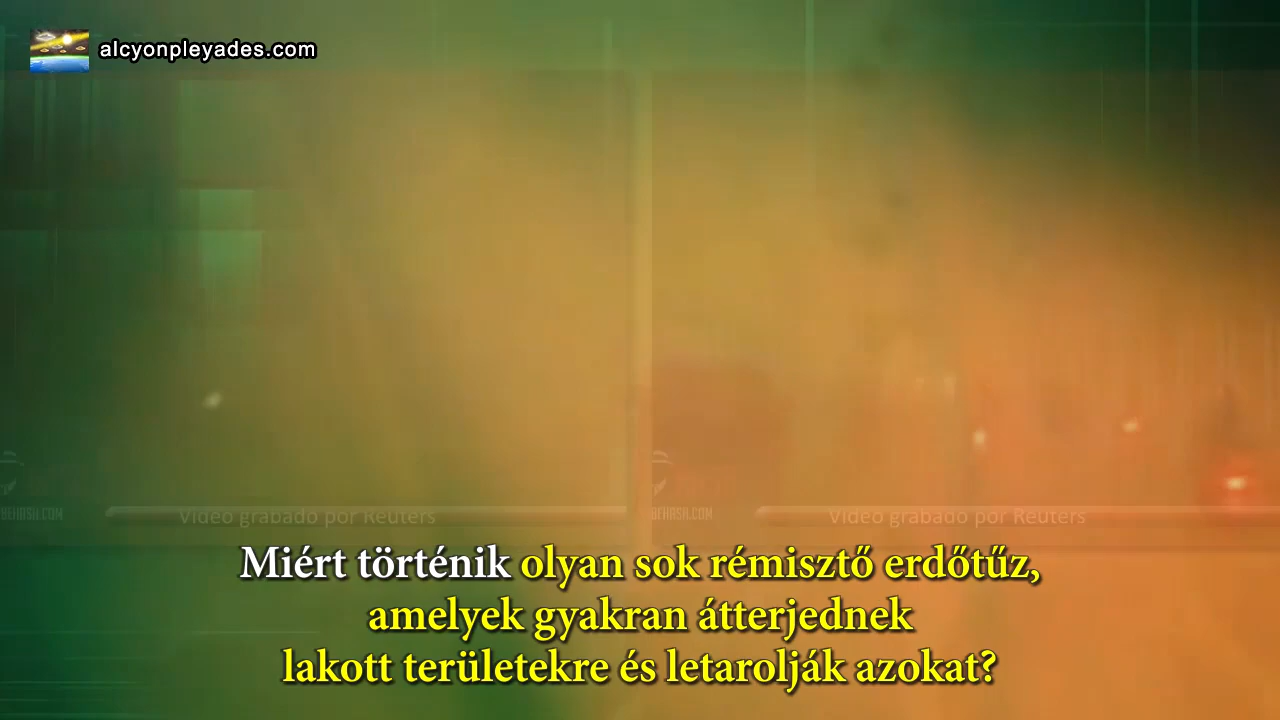 alcyonpleyades.com
Video grabado por Reuters
Video grabado por Reuters
Miért történik olyan sok rémisztő erdőtűz,
amelyek gyakran átterjednek
lakott területekre és letarolják azokat?